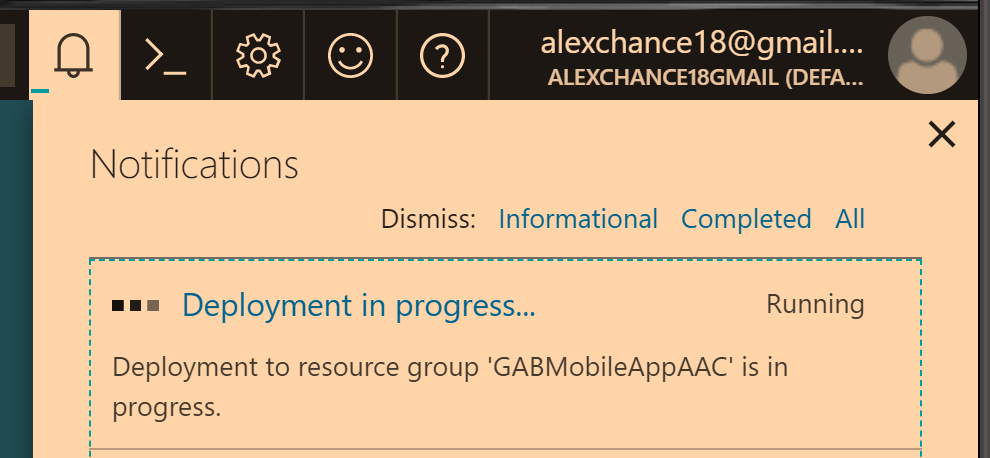 alexchance18@gmail....
ALEXCHANCE18GMAIL (DEFA...
Notifications
Dismiss: Informational Completed All
Deployment in progress... Running
Deployment to resource group 'GABMobileAppAAC' is in
progress.